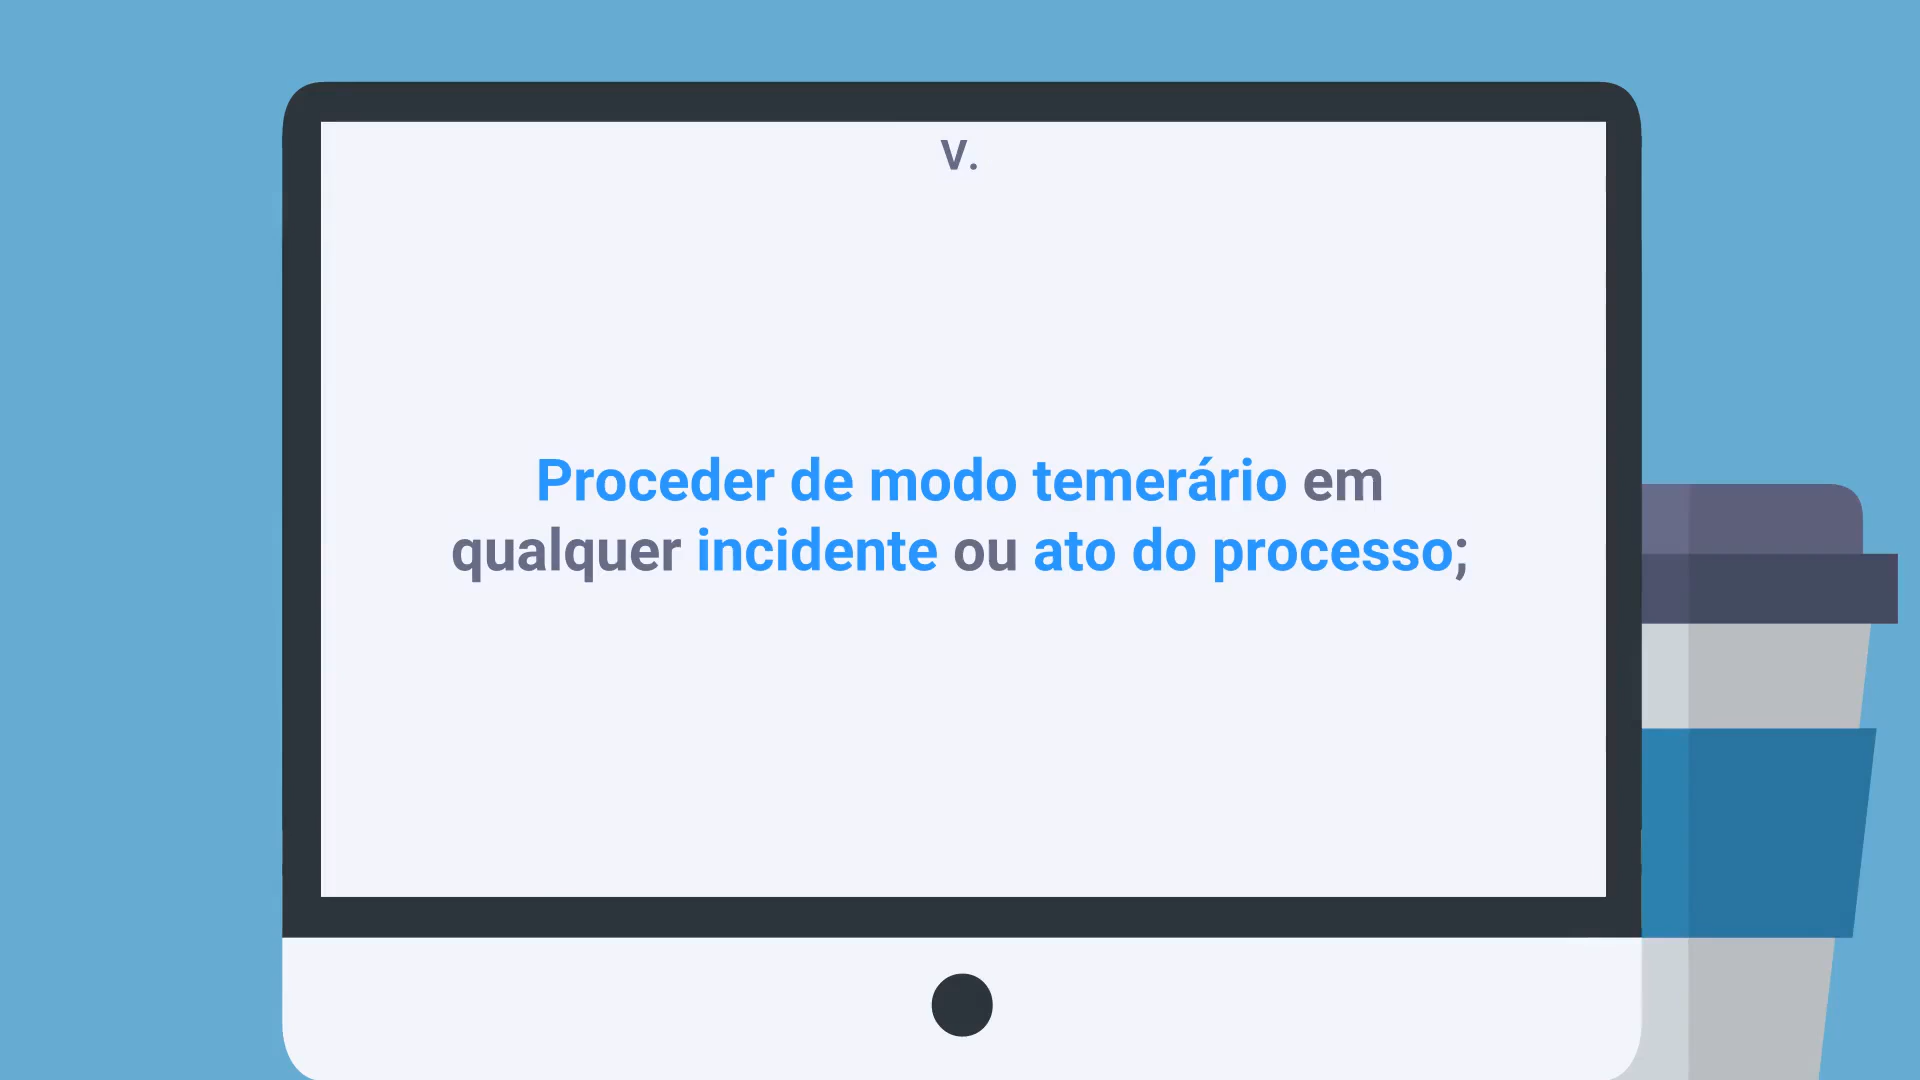 V.
Proceder de modo temerário em
qualquer incidente ou ato do processo;